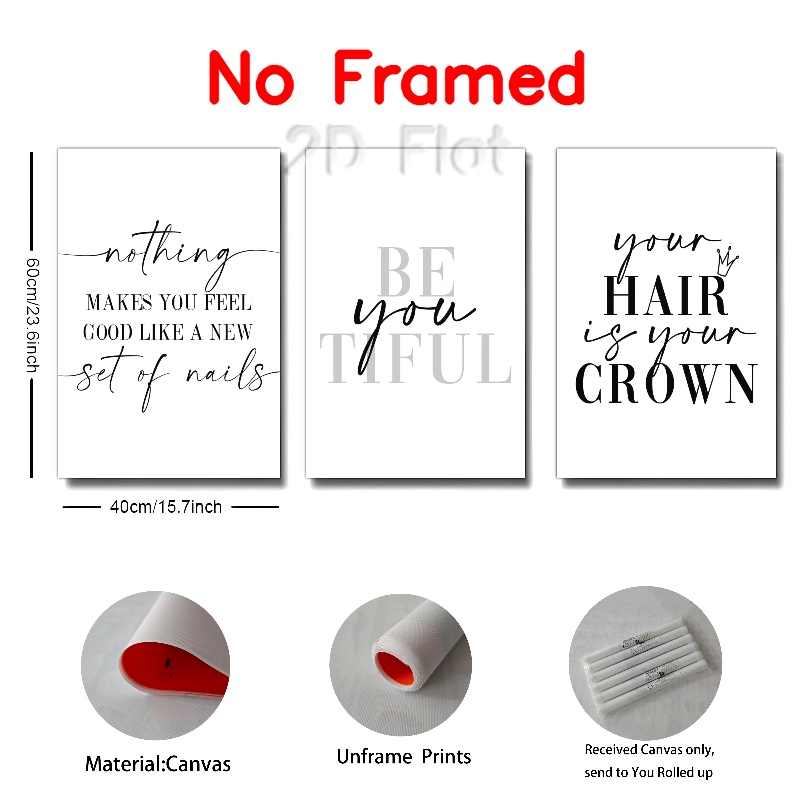 No Framed
2D Flat
60cm/23.6inch
nothing
MAKES YOU FEEL
GOOD LIKE A NEW
set of nails
BE
you
TIFUL
your
HAIR
is your
CROWN
40cm/15.7inch
Material:Canvas
Unframe Prints
Received Canvas only,
send to You Rolled up